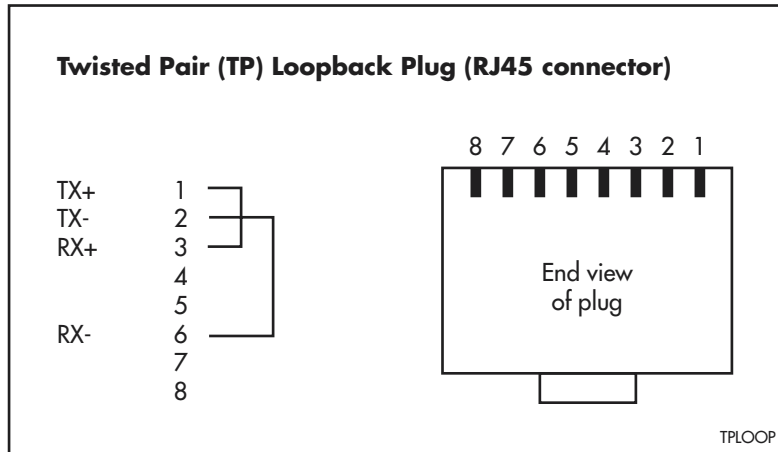 Twisted Pair (TP) Loopback Plug (RJ45 connector)
TX+ 1
TX- 2
RX+ 3
4
5
RX- 6
7
8
8 7 6 5 4 3 2 1
End view
of plug
TPLOOP